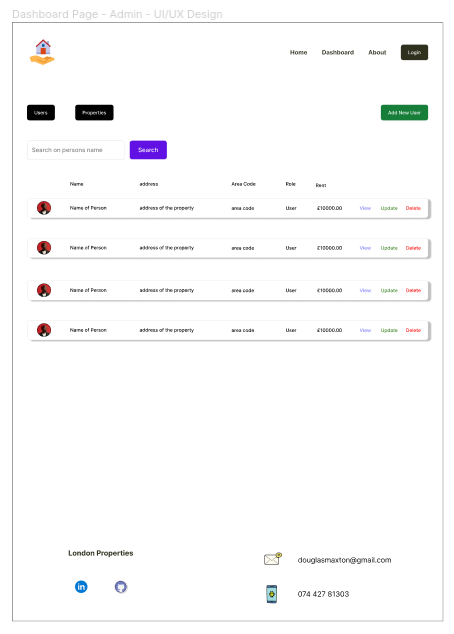 Dashboard Page - Admin - UI/UX Design
Home Dashboard About Login
Users Properties Add New User
Search on persons name Search
Name address Area Code Role Rent
Name of Person address of the property area code User £10000.00 View Update Delete
Name of Person address of the property area code User £10000.00 View Update Delete
Name of Person address of the property area code User £10000.00 View Update Delete
Name of Person address of the property area code User £10000.00 View Update Delete
London Properties
douglasmaxton@gmail.com
in
074 427 81303